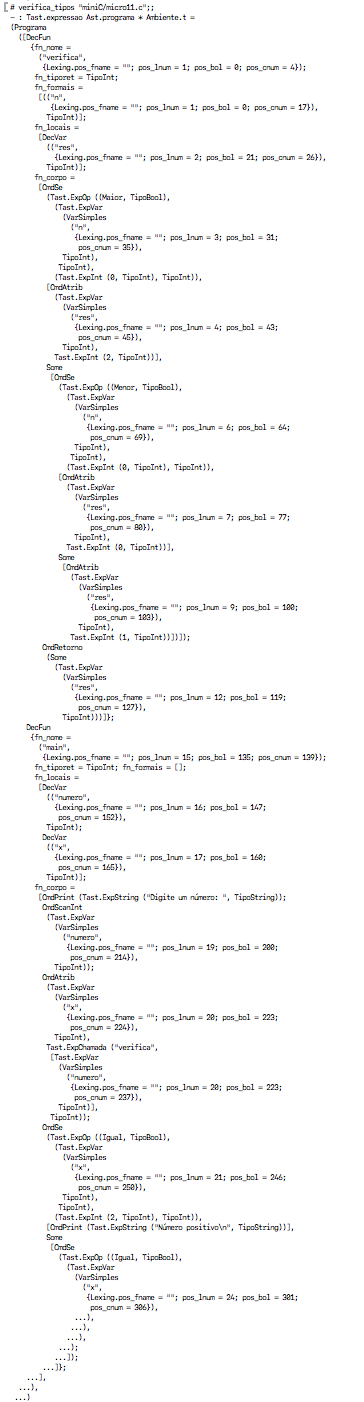 # verifica_tipos "miniC/micro11.c";;
- : Tast.expressao Ast.programa * Ambiente.t =
(Programa
([DecFun
{fn_nome =
("verifica",
{Lexing.pos_fname = ""; pos_lnum = 1; pos_bol = 0; pos_cnum = 4});
fn_tiporet = TipoInt;
fn_formais =
[(("n",
{Lexing.pos_fname = ""; pos_lnum = 1; pos_bol = 0; pos_cnum = 17}),
TipoInt)];
fn_locais =
[DecVar
(("res",
{Lexing.pos_fname = ""; pos_lnum = 2; pos_bol = 21; pos_cnum = 26}),
TipoInt)];
fn_corpo =
[CmdSe
(Tast.ExpOp ((Maior, TipoBool),
(Tast.ExpVar
(VarSimples
("n",
{Lexing.pos_fname = ""; pos_lnum = 3; pos_bol = 31;
pos_cnum = 35}),
TipoInt),
TipoInt),
(Tast.ExpInt (0, TipoInt), TipoInt)),
[CmdAtrib
(Tast.ExpVar
(VarSimples
("res",
{Lexing.pos_fname = ""; pos_lnum = 4; pos_bol = 43;
pos_cnum = 45}),
TipoInt),
Tast.ExpInt (2, TipoInt))],
Some
[CmdSe
(Tast.ExpOp ((Menor, TipoBool),
(Tast.ExpVar
(VarSimples
("n",
{Lexing.pos_fname = ""; pos_lnum = 6; pos_bol = 64;
pos_cnum = 69}),
TipoInt),
TipoInt),
(Tast.ExpInt (0, TipoInt), TipoInt)),
[CmdAtrib
(Tast.ExpVar
(VarSimples
("res",
{Lexing.pos_fname = ""; pos_lnum = 7; pos_bol = 77;
pos_cnum = 80}),
TipoInt),
Tast.ExpInt (0, TipoInt))],
Some
[CmdAtrib
(Tast.ExpVar
(VarSimples
("res",
{Lexing.pos_fname = ""; pos_lnum = 9; pos_bol = 100;
pos_cnum = 103}),
TipoInt),
Tast.ExpInt (1, TipoInt))])]);
CmdRetorno
(Some
(Tast.ExpVar
(VarSimples
("res",
{Lexing.pos_fname = ""; pos_lnum = 12; pos_bol = 119;
pos_cnum = 127}),
TipoInt)))]};
DecFun
{fn_nome =
("main",
{Lexing.pos_fname = ""; pos_lnum = 15; pos_bol = 135; pos_cnum = 139});
fn_tiporet = TipoInt; fn_formais = [];
fn_locais =
[DecVar
(("numero",
{Lexing.pos_fname = ""; pos_lnum = 16; pos_bol = 147;
pos_cnum = 152}),
TipoInt);
DecVar
(("x",
{Lexing.pos_fname = ""; pos_lnum = 17; pos_bol = 160;
pos_cnum = 165}),
TipoInt)];
fn_corpo =
[CmdPrint (Tast.ExpString ("Digite um número: ", TipoString));
CmdScanInt
(Tast.ExpVar
(VarSimples
("numero",
{Lexing.pos_fname = ""; pos_lnum = 19; pos_bol = 200;
pos_cnum = 214}),
TipoInt));
CmdAtrib
(Tast.ExpVar
(VarSimples
("x",
{Lexing.pos_fname = ""; pos_lnum = 20; pos_bol = 223;
pos_cnum = 224}),
TipoInt),
Tast.ExpChamada ("verifica",
[Tast.ExpVar
(VarSimples
("numero",
{Lexing.pos_fname = ""; pos_lnum = 20; pos_bol = 223;
pos_cnum = 237}),
TipoInt)],
TipoInt));
CmdSe
(Tast.ExpOp ((Igual, TipoBool),
(Tast.ExpVar
(VarSimples
("x",
{Lexing.pos_fname = ""; pos_lnum = 21; pos_bol = 246;
pos_cnum = 250}),
TipoInt),
TipoInt),
(Tast.ExpInt (2, TipoInt), TipoInt)),
[CmdPrint (Tast.ExpString ("Número positivo\n", TipoString))],
Some
[CmdSe
(Tast.ExpOp ((Igual, TipoBool),
(Tast.ExpVar
(VarSimples
("x",
{Lexing.pos_fname = ""; pos_lnum = 24; pos_bol = 301;
pos_cnum = 306}),
...),
...),
...),
...);
...]);
...]};
...],
...),
...)